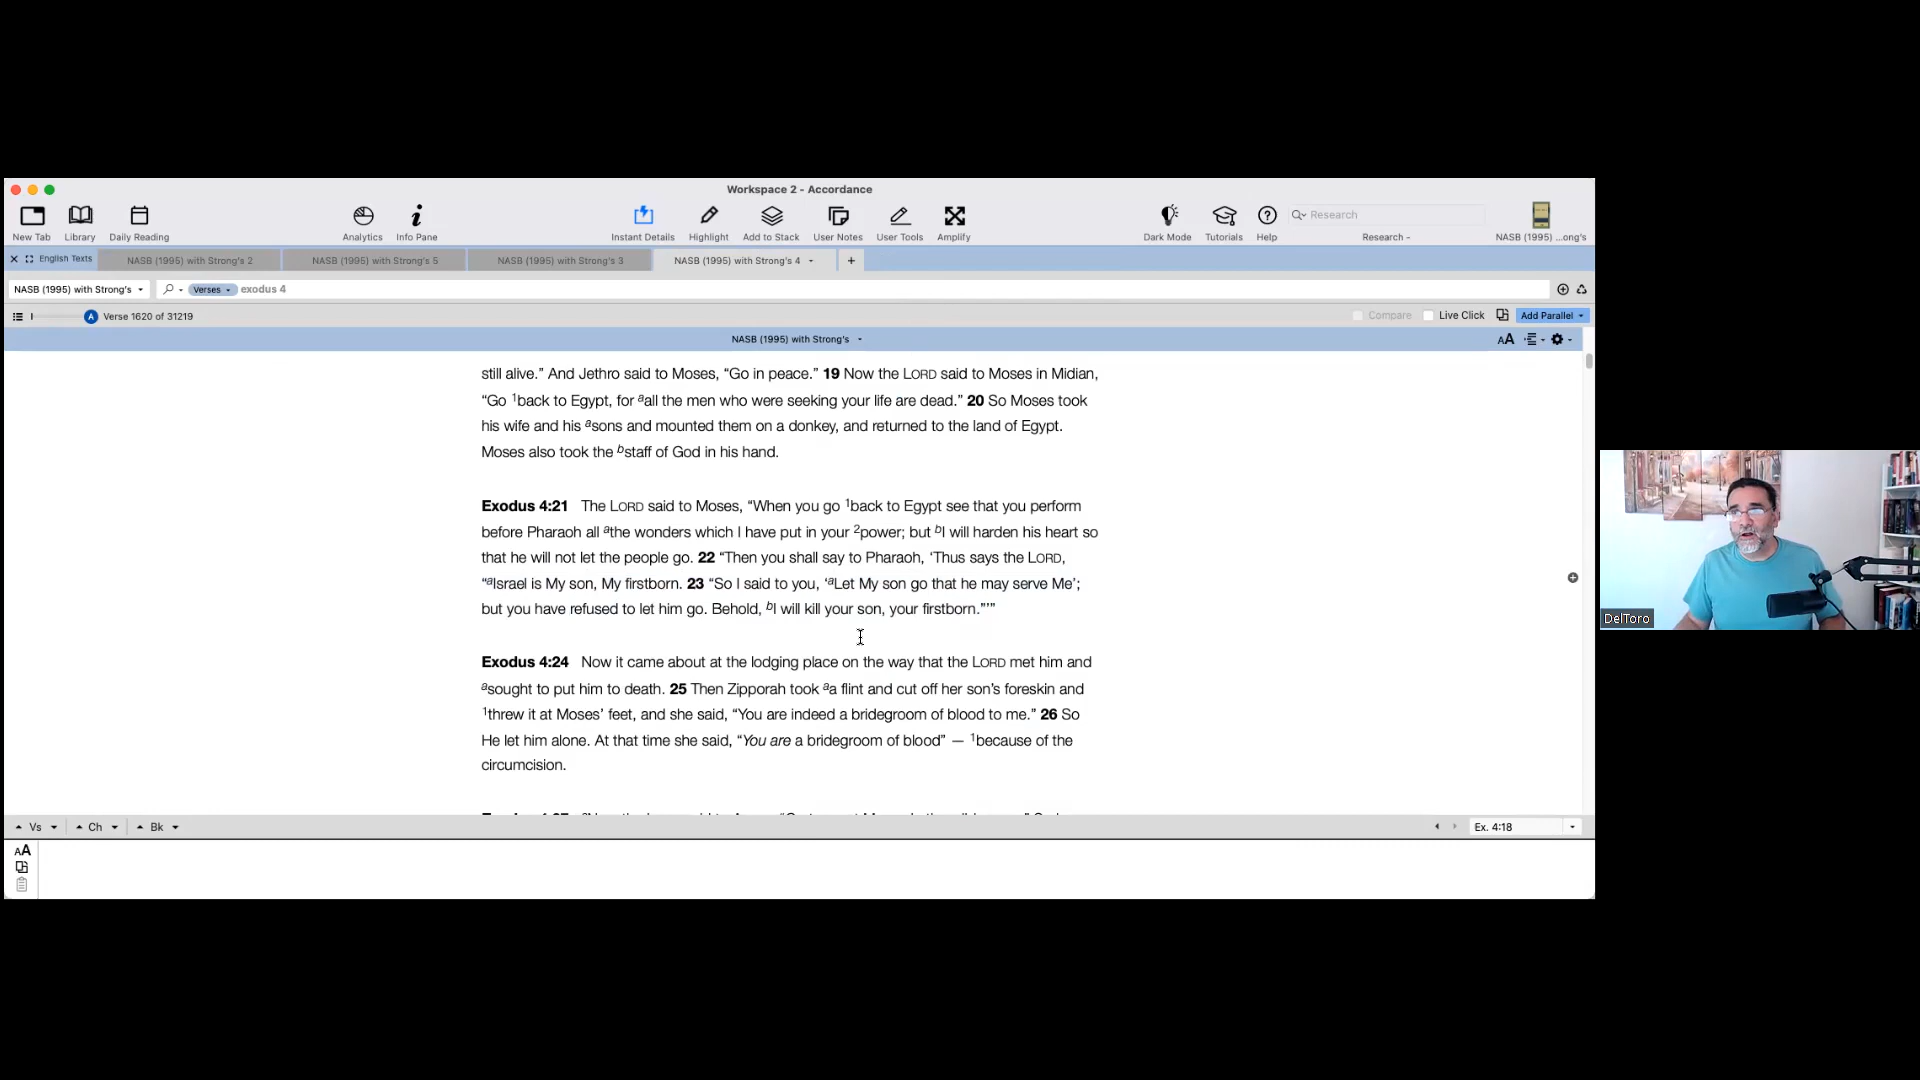 Workspace 2 - Accordance
New Tab Library Daily Reading Analytics Info Pane Instant Details Highlight Add to Stack User Notes User Tools Amplify Dark Mode Tutorials Help Research Research NASB (1995) ...ong's
English Texts NASB (1995) with Strong's 2 NASB (1995) with Strong's 5 NASB (1995) with Strong's 3 NASB (1995) with Strong's 4 +
NASB (1995) with Strong's Verses exodus 4
A Verse 1620 of 31219 Compare Live Click Add Parallel
NASB (1995) with Strong's AA
still alive.” And Jethro said to Moses, “Go in peace.” 19 Now the LORD said to Moses in Midian,
“Go 1back to Egypt, for aall the men who were seeking your life are dead.” 20 So Moses took
his wife and his asons and mounted them on a donkey, and returned to the land of Egypt.
Moses also took the bstaff of God in his hand.
Exodus 4:21 The LORD said to Moses, “When you go 1back to Egypt see that you perform
before Pharaoh all athe wonders which I have put in your 2power; but bI will harden his heart so
that he will not let the people go. 22 “Then you shall say to Pharaoh, ‘Thus says the LORD,
“aIsrael is My son, My firstborn. 23 “So I said to you, ‘aLet My son go that he may serve Me’;
but you have refused to let him go. Behold, bI will kill your son, your firstborn.”’”
Exodus 4:24 Now it came about at the lodging place on the way that the LORD met him and
asought to put him to death. 25 Then Zipporah took aa flint and cut off her son’s foreskin and
1threw it at Moses’ feet, and she said, “You are indeed a bridegroom of blood to me.” 26 So
He let him alone. At that time she said, “You are a bridegroom of blood” — 1because of the
circumcision.
Vs Ch Bk Ex. 4:18
AA
DelToro